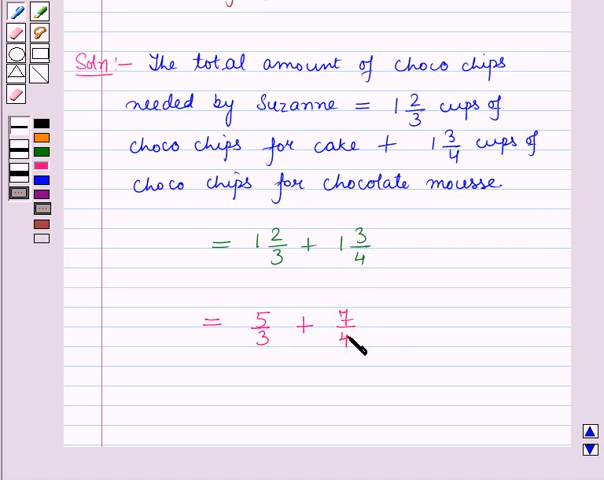 Soln:- The total amount of choco chips
needed by Suzanne = 1 2/3 cups of
choco chips for cake + 1 3/4 cups of
choco chips for chocolate mousse.
= 1 2/3 + 1 3/4
= 5/3 + 7/4